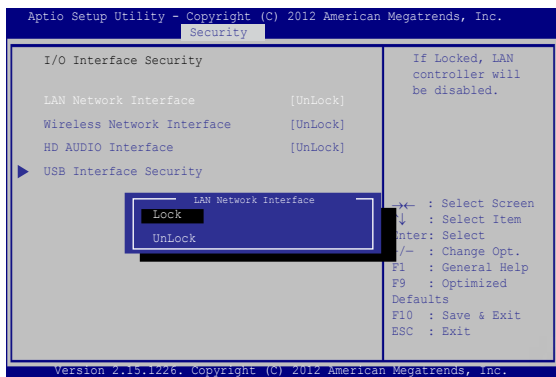 Aptio Setup Utility - Copyright (C) 2012 American Megatrends, Inc.
Security
I/O Interface Security
LAN Network Interface [UnLock]
Wireless Network Interface [UnLock]
HD AUDIO Interface [UnLock]
USB Interface Security
LAN Network Interface
Lock
UnLock
If Locked, LAN
controller will
be disabled.
→← : Select Screen
↑↓ : Select Item
Enter: Select
+/- : Change Opt.
F1 : General Help
F9 : Optimized
Defaults
F10 : Save & Exit
ESC : Exit
Version 2.15.1226. Copyright (C) 2012 American Megatrends, Inc.